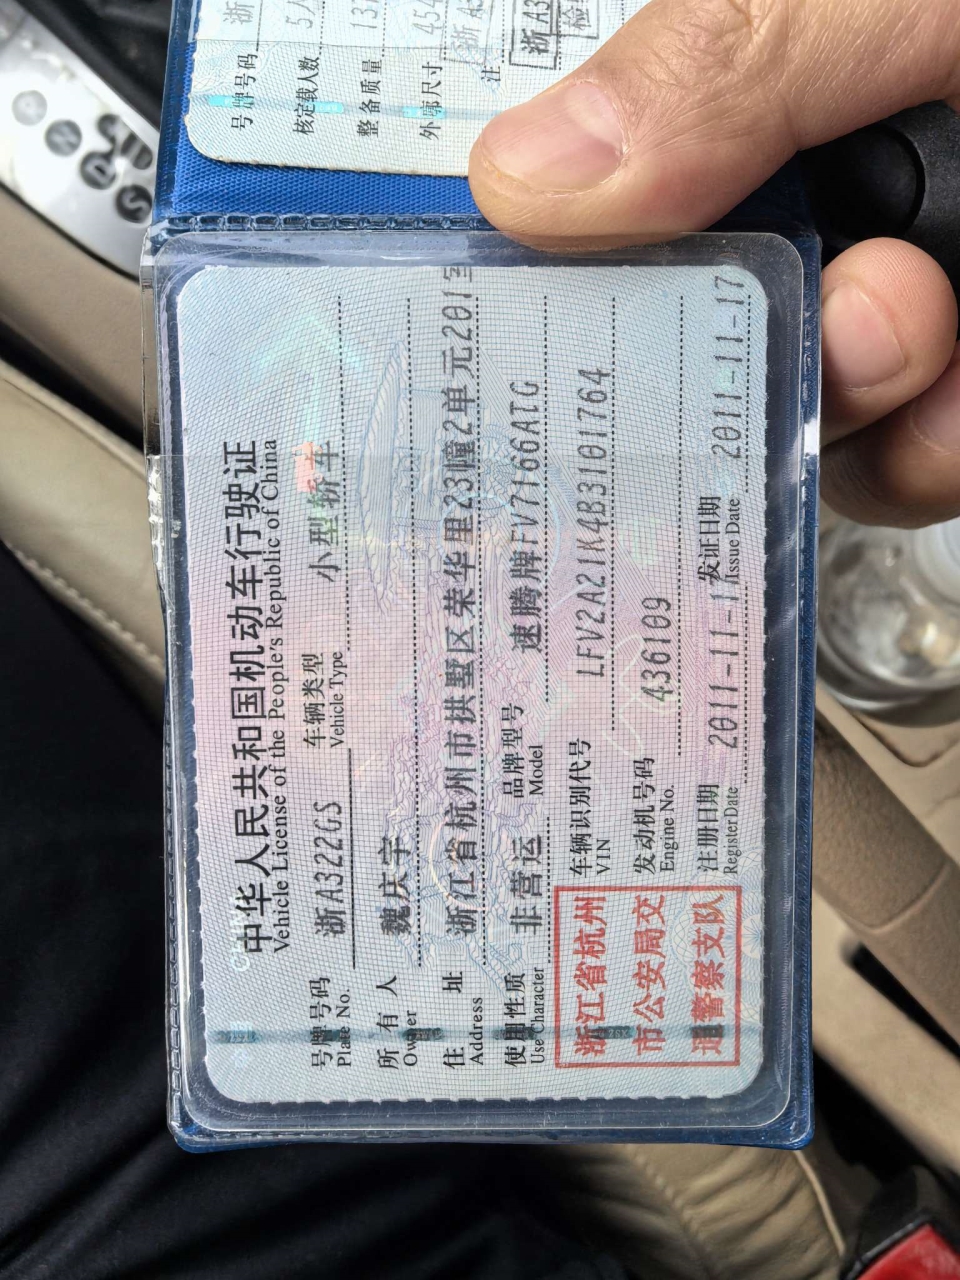 中华人民共和国机动车行驶证
Vehicle License of the People's Republic of China
号牌号码 浙A322GS 车辆类型 小型轿车
Plate No. Vehicle Type
所有人 魏庆宇
Owner
住址 浙江省杭州市拱墅区荣华里23幢2单元201室
Address
使用性质 非营运 品牌型号 速腾牌FV7166ATG
Use Character Model
浙江省杭州
市公安局交
通警察支队
车辆识别代号 LFV2A21K4B3101764
VIN
发动机号码 436109
Engine No.
注册日期 2011-11-17 发证日期 2011-11-17
Register Date Issue Date
号牌号码 浙
核定载人数 5人
整备质量 137
外廓尺寸 454
注
浙A3
检